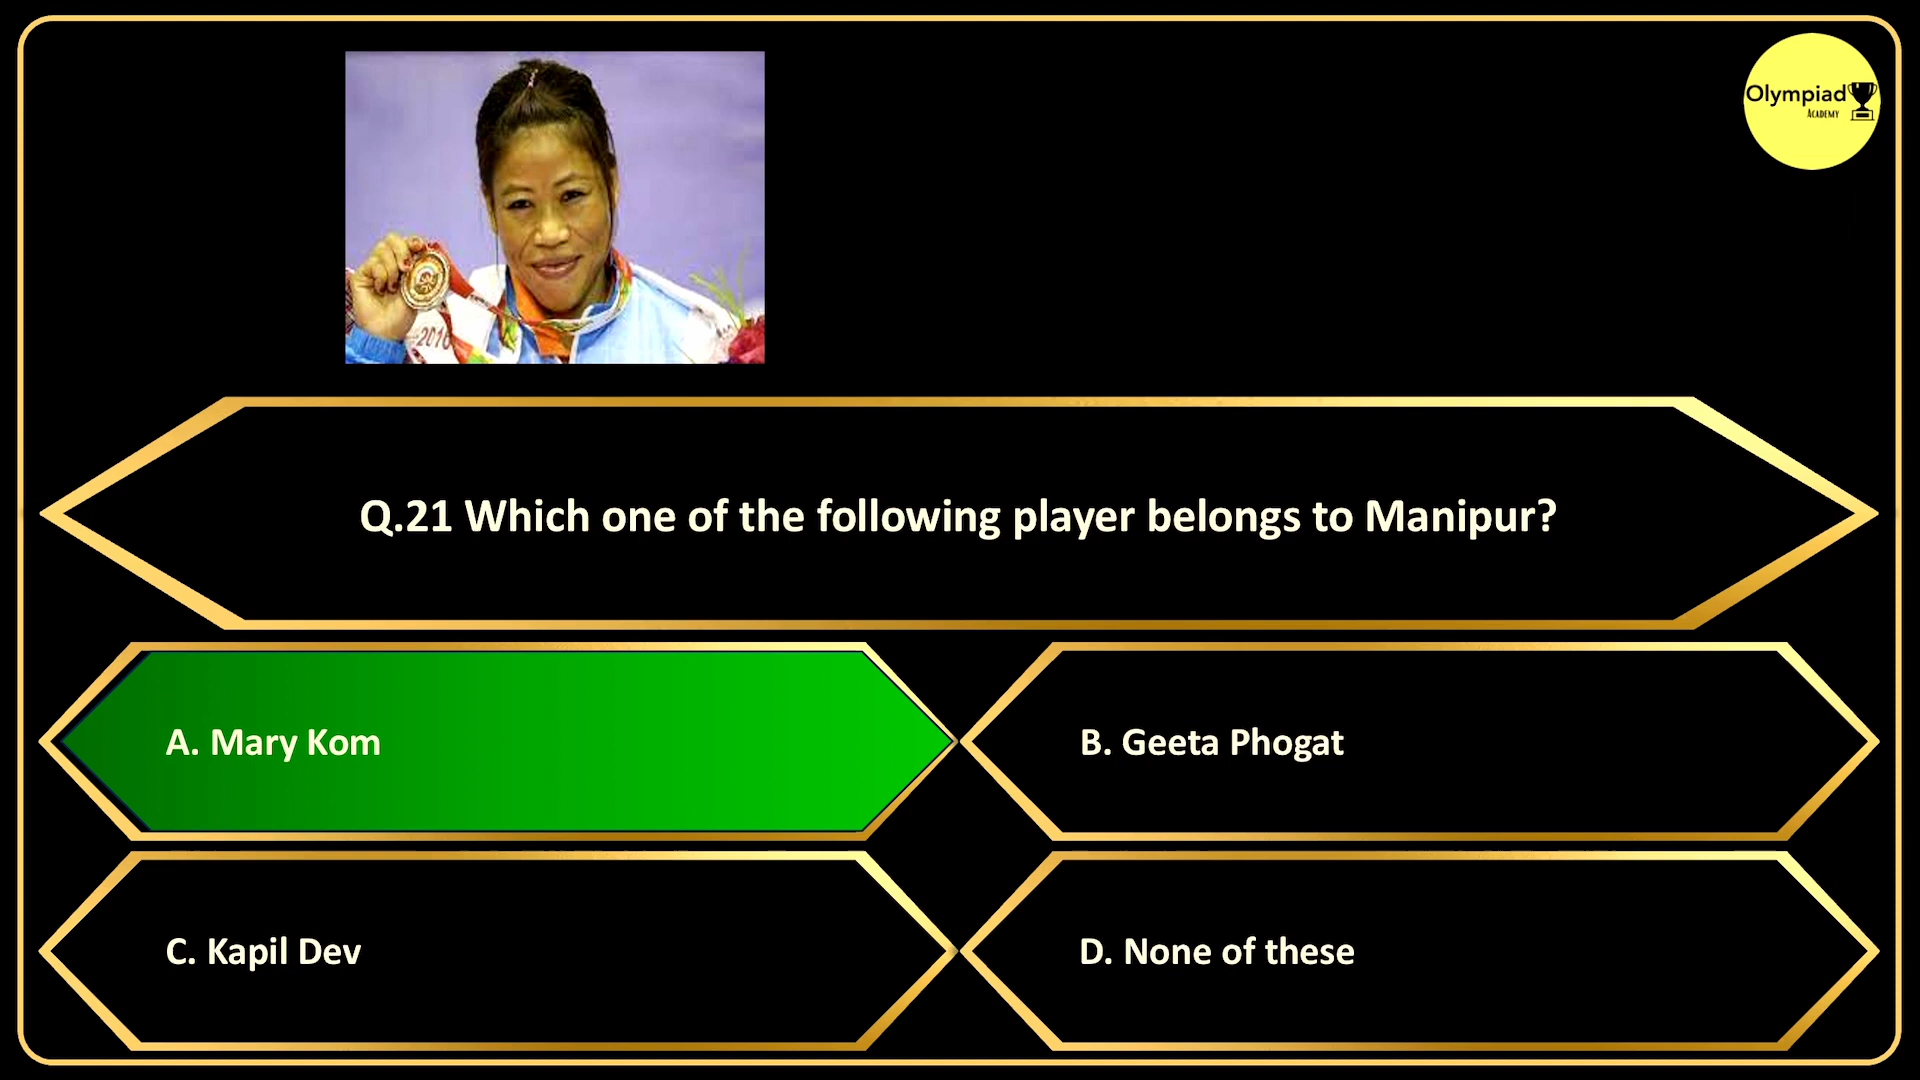 Olympiad
ACADEMY
2010
Q.21 Which one of the following player belongs to Manipur?
A. Mary Kom
B. Geeta Phogat
C. Kapil Dev
D. None of these